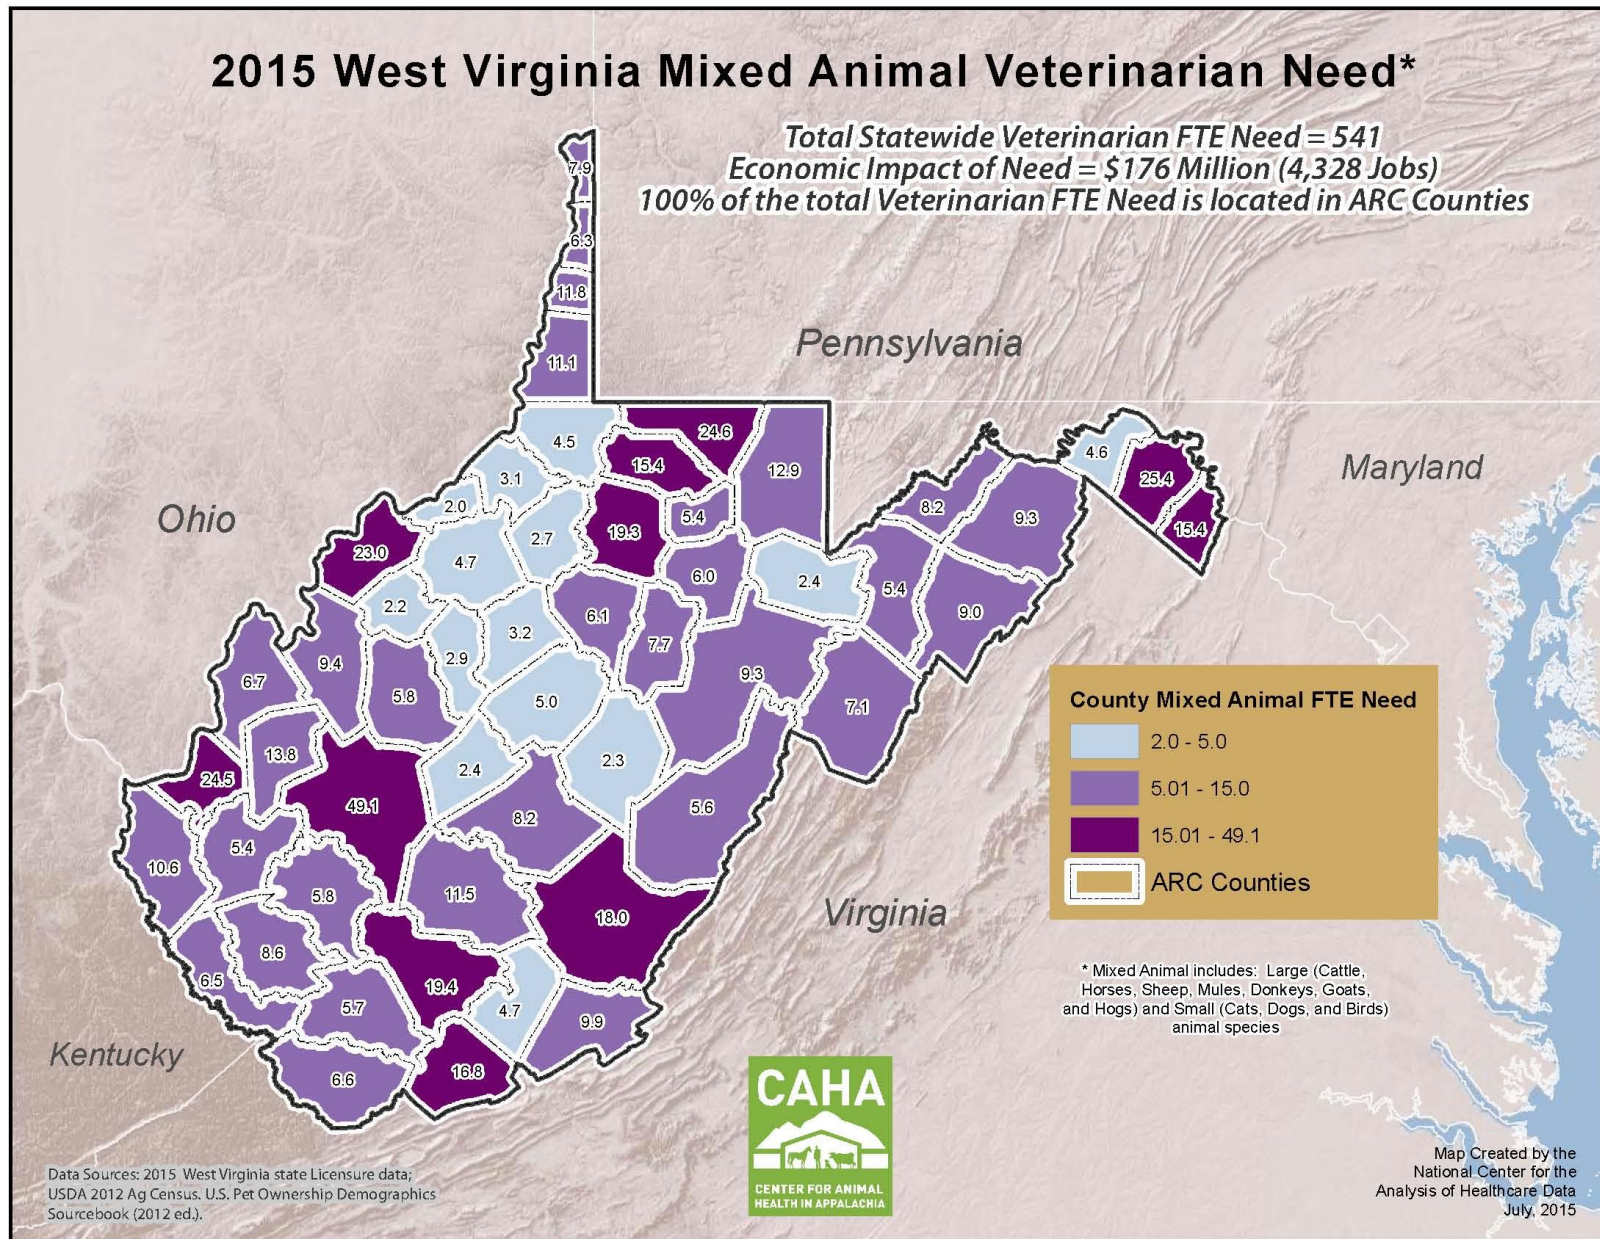 2015 West Virginia Mixed Animal Veterinarian Need*
Total Statewide Veterinarian FTE Need = 541
Economic Impact of Need = $176 Million (4,328 Jobs)
100% of the total Veterinarian FTE Need is located in ARC Counties
7.9
6.3
11.8
11.1
Pennsylvania
4.5
24.6
15.4
12.9
3.1
2.0
Ohio
23.0
4.7
2.7
19.3
5.4
8.2
9.3
4.6
25.4
15.4
Maryland
2.2
6.0
2.4
5.4
9.0
6.1
3.2
7.7
2.9
9.4
6.7
5.8
5.0
9.3
7.1
13.8
24.5
2.4
2.3
49.1
8.2
5.6
5.4
10.6
5.8
11.5
18.0
Virginia
8.6
6.5
19.4
5.7
4.7
9.9
Kentucky
6.6
16.8
County Mixed Animal FTE Need
2.0 - 5.0
5.01 - 15.0
15.01 - 49.1
ARC Counties
* Mixed Animal includes: Large (Cattle,
Horses, Sheep, Mules, Donkeys, Goats,
and Hogs) and Small (Cats, Dogs, and Birds)
animal species
CAHA
CENTER FOR ANIMAL
HEALTH IN APPALACHIA
Data Sources: 2015 West Virginia state Licensure data;
USDA 2012 Ag Census. U.S. Pet Ownership Demographics
Sourcebook (2012 ed.).
Map Created by the
National Center for the
Analysis of Healthcare Data
July, 2015